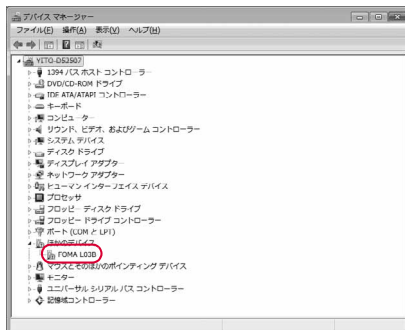 デバイス マネージャー
ファイル(F) 操作(A) 表示(V) ヘルプ(H)
YITO-D52507
1394 バス ホスト コントローラー
DVD/CD-ROM ドライブ
IDE ATA/ATAPI コントローラー
キーボード
コンピューター
サウンド、ビデオ、およびゲーム コントローラー
システム デバイス
ディスク ドライブ
ディスプレイ アダプター
ネットワーク アダプター
ヒューマン インターフェイス デバイス
プロセッサ
フロッピー ディスク ドライブ
フロッピー ドライブ コントローラー
ポート (COM と LPT)
ほかのデバイス
FOMA L03B
マウスとそのほかのポインティング デバイス
モニター
ユニバーサル シリアル バス コントローラー
記憶域コントローラー